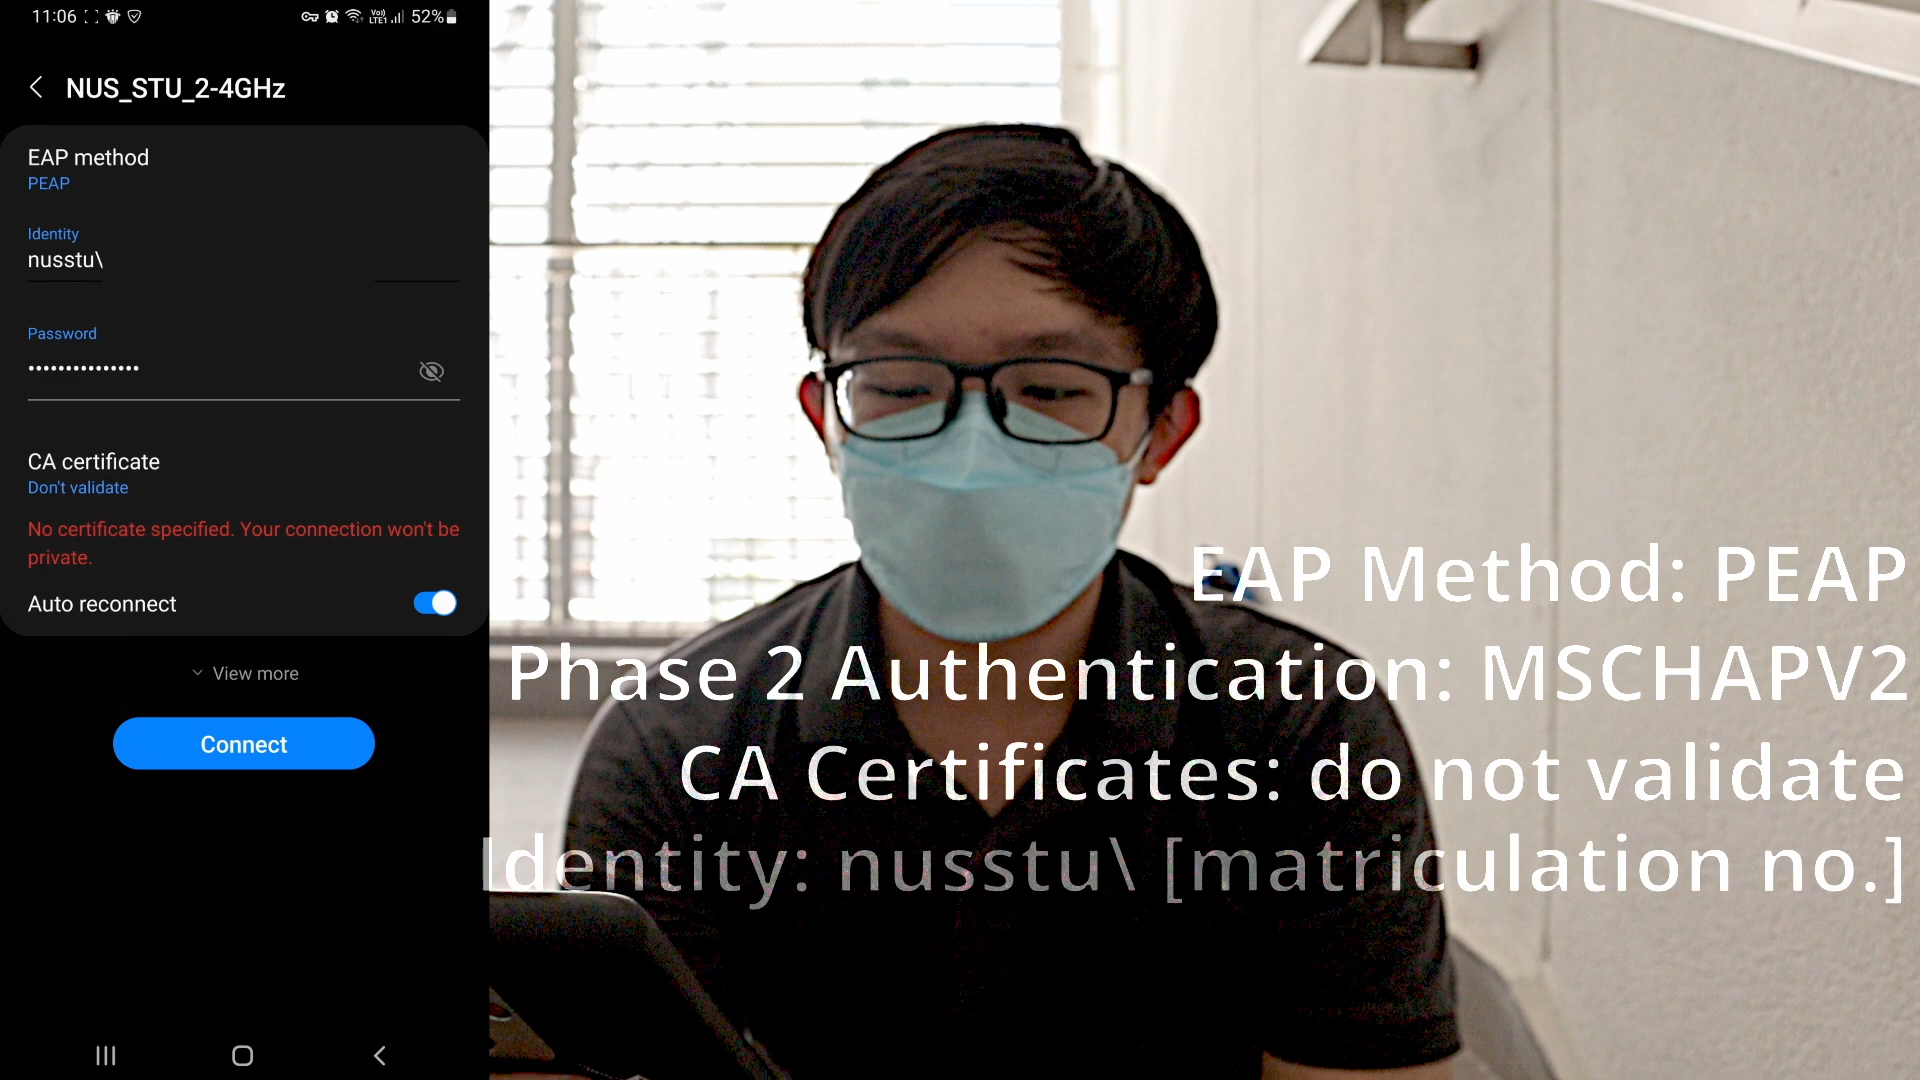 11:06
Vo)) LTE1 52%
NUS_STU_2-4GHz
EAP method
PEAP
Identity
nusstu\
Password
•••••••••••••••
CA certificate
Don't validate
No certificate specified. Your connection won't be
private.
Auto reconnect
View more
Connect
EAP Method: PEAP
Phase 2 Authentication: MSCHAPV2
CA Certificates: do not validate
Identity: nusstu\ [matriculation no.]